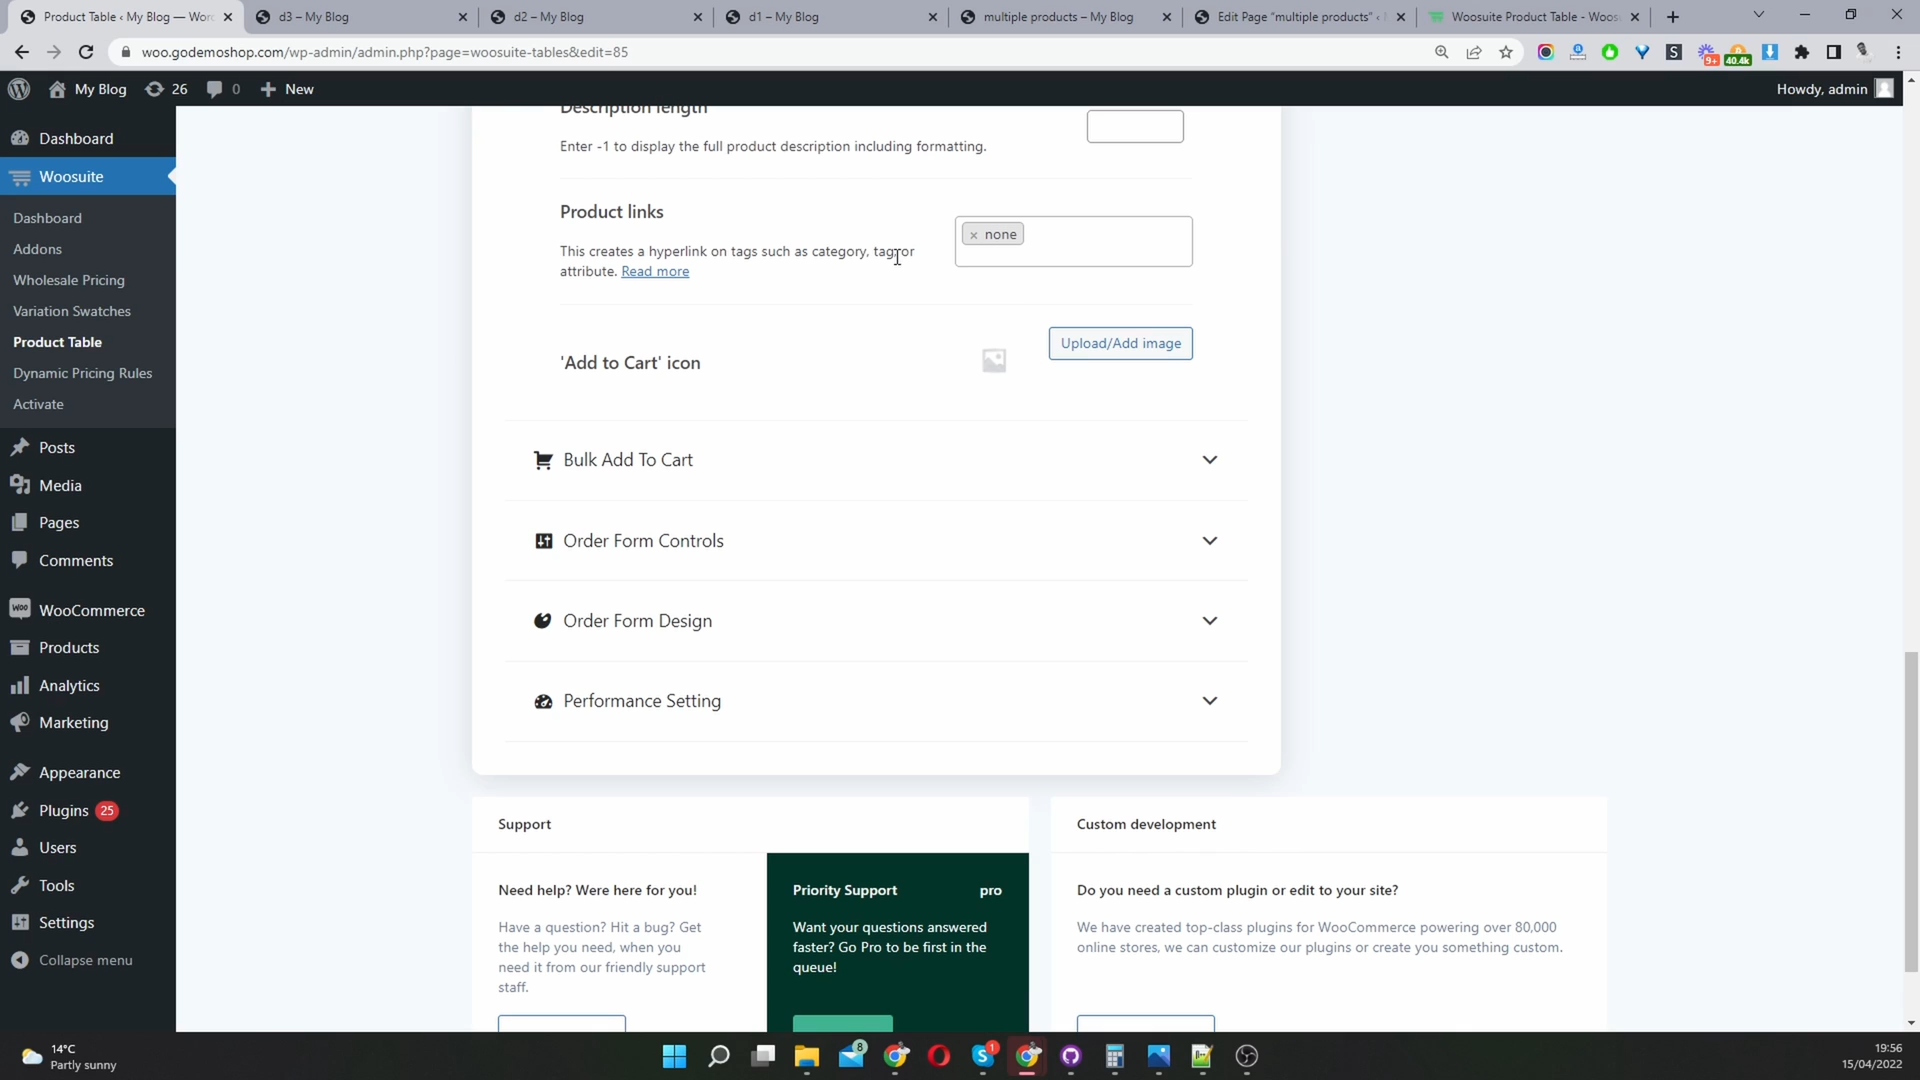 Product Table ‹ My Blog — Wor
d3 – My Blog
d2 – My Blog
d1 – My Blog
multiple products – My Blog
Edit Page "multiple products" ‹
Woosuite Product Table - Woos
woo.godemoshop.com/wp-admin/admin.php?page=woosuite-tables&edit=85
9+
40.4k
My Blog
26
0
New
Howdy, admin
Dashboard
Woosuite
Dashboard
Addons
Wholesale Pricing
Variation Swatches
Product Table
Dynamic Pricing Rules
Activate
Posts
Media
Pages
Comments
WooCommerce
Products
Analytics
Marketing
Appearance
Plugins 25
Users
Tools
Settings
Collapse menu
Description length
Enter -1 to display the full product description including formatting.
Product links
This creates a hyperlink on tags such as category, tag or
attribute. Read more
× none
'Add to Cart' icon
Upload/Add image
Bulk Add To Cart
Order Form Controls
Order Form Design
Performance Setting
Support
Need help? Were here for you!
Have a question? Hit a bug? Get
the help you need, when you
need it from our friendly support
staff.
Priority Support pro
Want your questions answered
faster? Go Pro to be first in the
queue!
Custom development
Do you need a custom plugin or edit to your site?
We have created top-class plugins for WooCommerce powering over 80,000
online stores, we can customize our plugins or create you something custom.
14°C
Partly sunny
8
1
19:56
15/04/2022